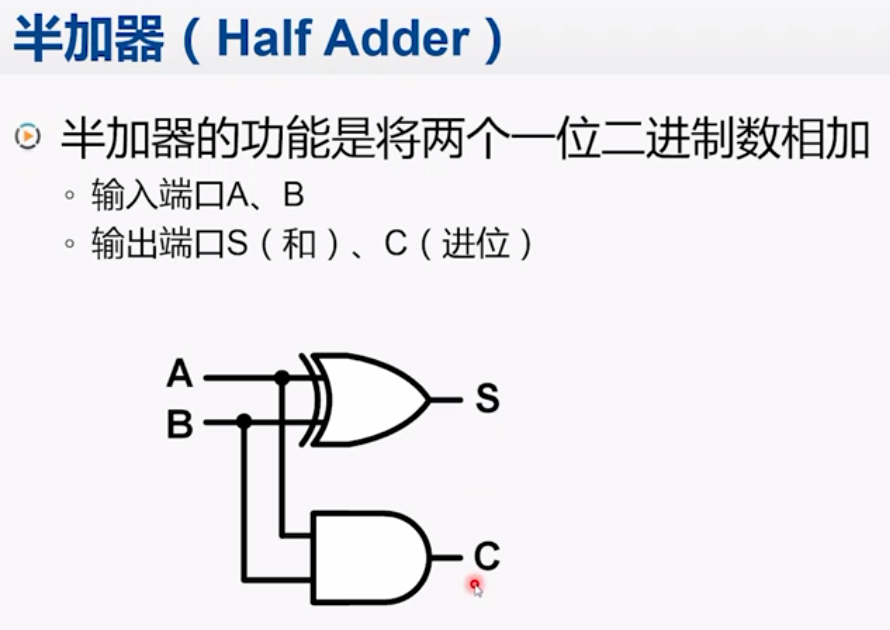 半加器（Half Adder）
半加器的功能是将两个一位二进制数相加
输入端口A、B
输出端口S（和）、C（进位）
A
S
B
C